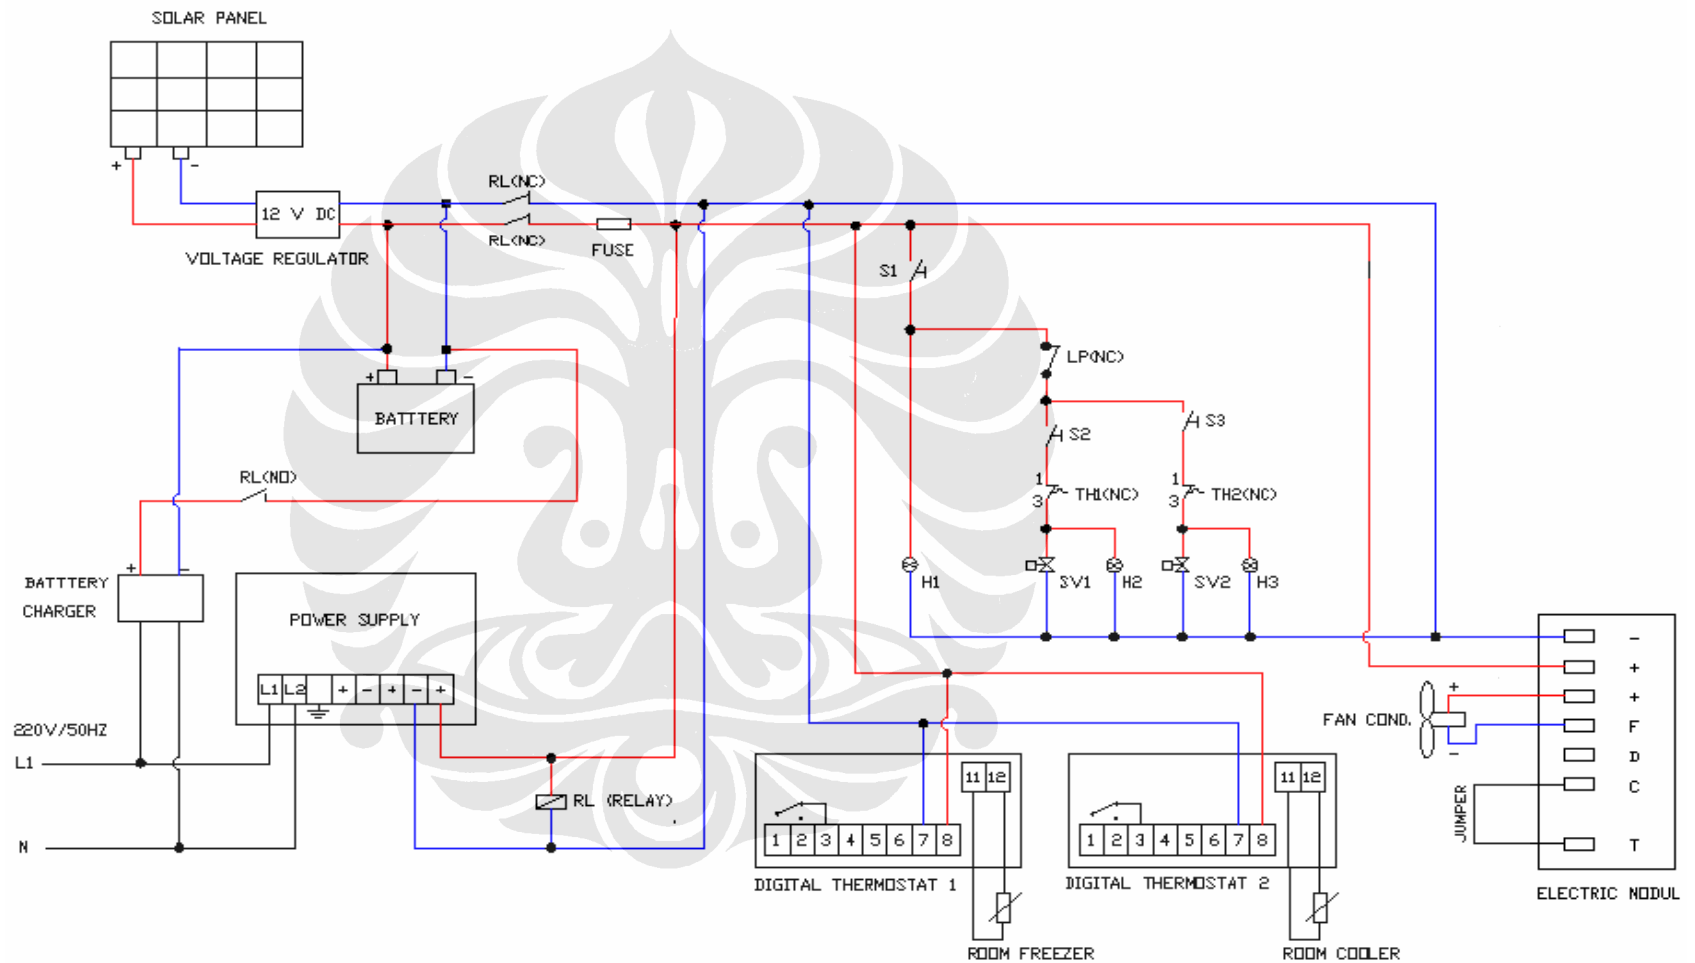 SOLAR PANEL
+ -
RL(NC)
12 V DC
RL(NC)
FUSE
VOLTAGE REGULATOR
S1
LP(NC)
+ -
BATTTERY
S2
S3
RL(NO)
1
3
TH1(NC)
1
3
TH2(NC)
+ -
BATTTERY
CHARGER
H1
SV1
H2
SV2
H3
POWER SUPPLY
L1 L2 + - + - +
220V/50HZ
L1
N
RL (RELAY)
11 12
1 2 3 4 5 6 7 8
DIGITAL THERMOSTAT 1
ROOM FREEZER
11 12
1 2 3 4 5 6 7 8
DIGITAL THERMOSTAT 2
ROOM COOLER
FAN COND.
+
-
JUMPER
-
+
+
F
D
C
T
ELECTRIC NODUL